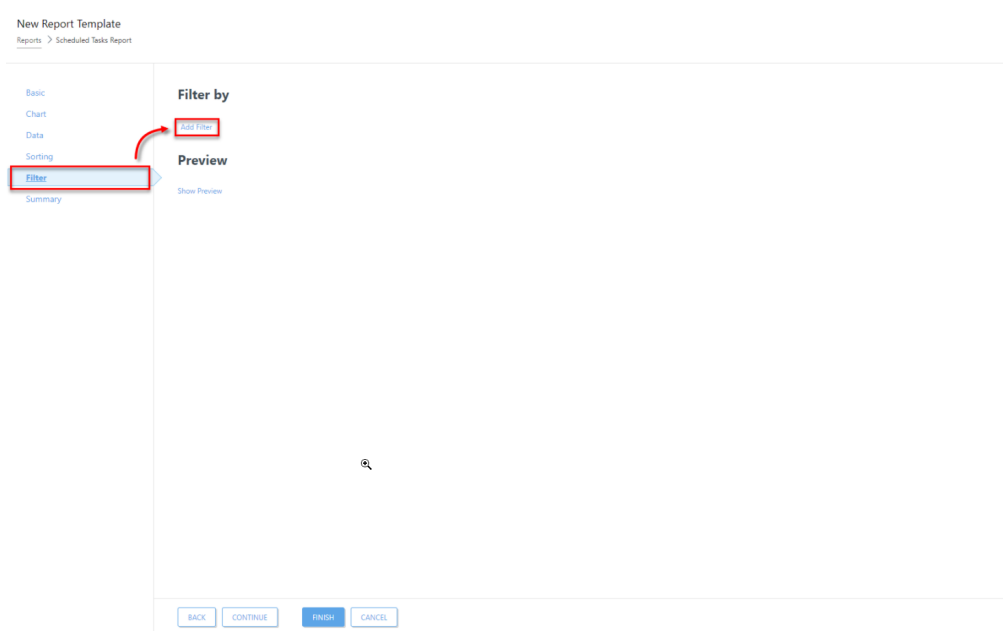 New Report Template
Reports > Scheduled Tasks Report
Basic
Chart
Data
Sorting
Filter
Summary
Filter by
Add Filter
Preview
Show Preview
BACK CONTINUE FINISH CANCEL